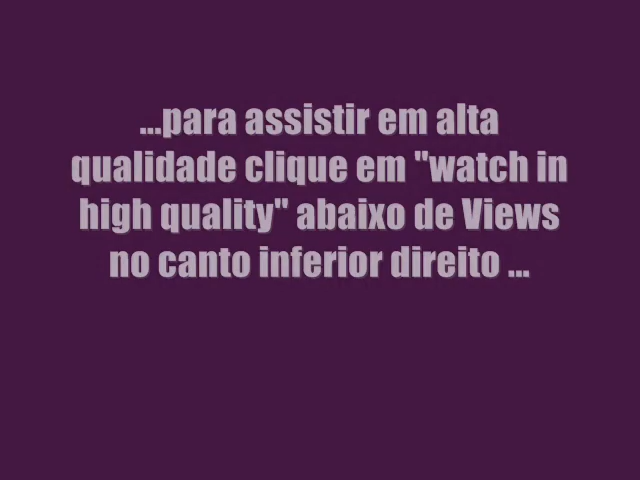 ...para assistir em alta
qualidade clique em "watch in
high quality" abaixo de Views
no canto inferior direito ...